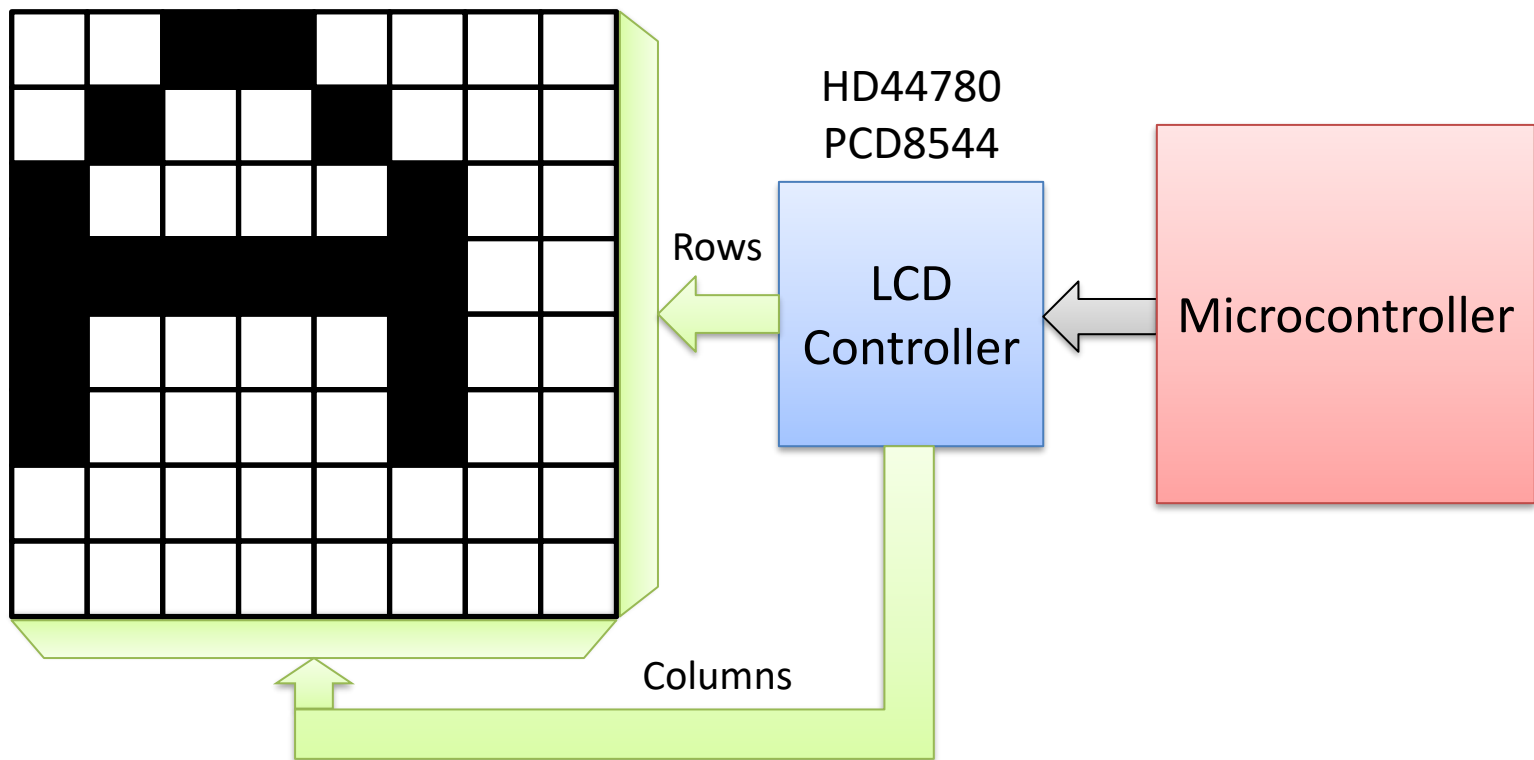 HD44780
PCD8544
Rows
LCD
Controller
Microcontroller
Columns